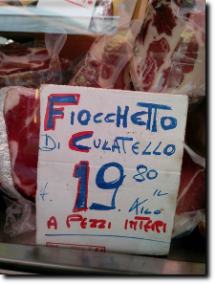 FIOCCHETTO
DI CULATELLO
€. 19,80 IL KILO
A PEZZI INTERI